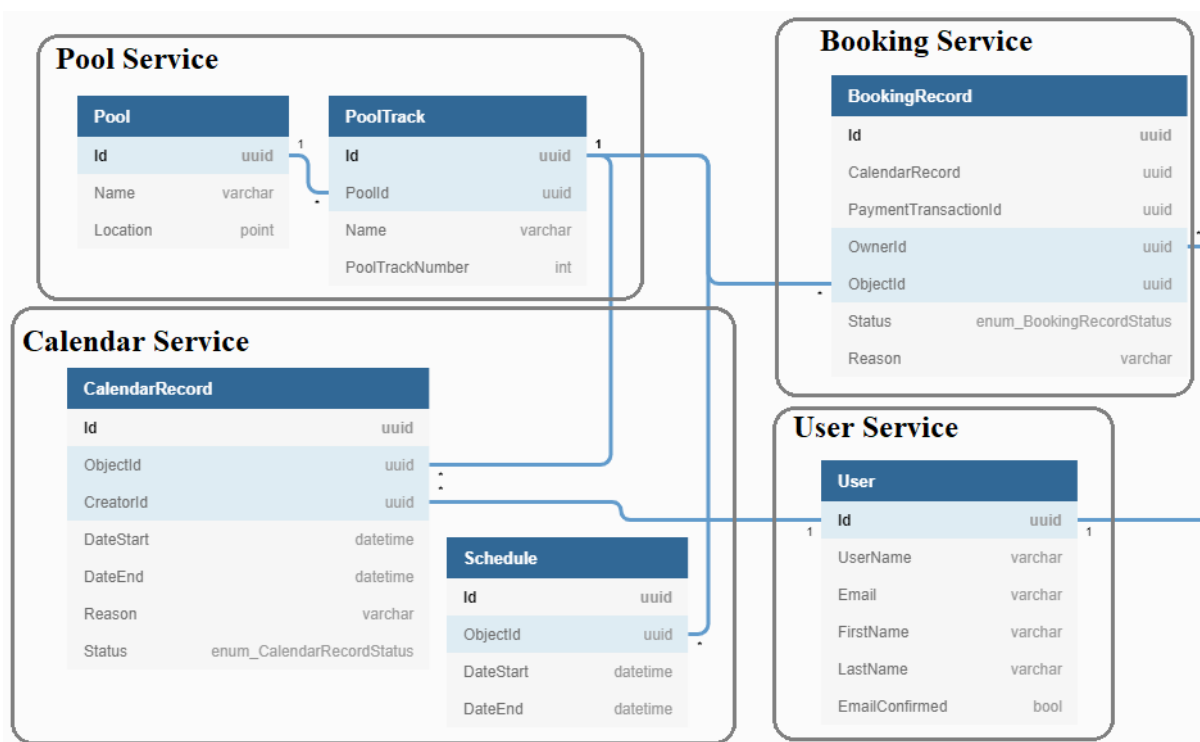 Pool Service
Pool
Id uuid
Name varchar
Location point
1
*
PoolTrack
Id uuid
PoolId uuid
Name varchar
PoolTrackNumber int
1
Booking Service
BookingRecord
Id uuid
CalendarRecord uuid
PaymentTransactionId uuid
OwnerId uuid
ObjectId uuid
Status enum_BookingRecordStatus
Reason varchar
*
*
Calendar Service
CalendarRecord
Id uuid
ObjectId uuid
CreatorId uuid
DateStart datetime
DateEnd datetime
Reason varchar
Status enum_CalendarRecordStatus
*
*
Schedule
Id uuid
ObjectId uuid
DateStart datetime
DateEnd datetime
*
User Service
User
Id uuid
UserName varchar
Email varchar
FirstName varchar
LastName varchar
EmailConfirmed bool
1
1